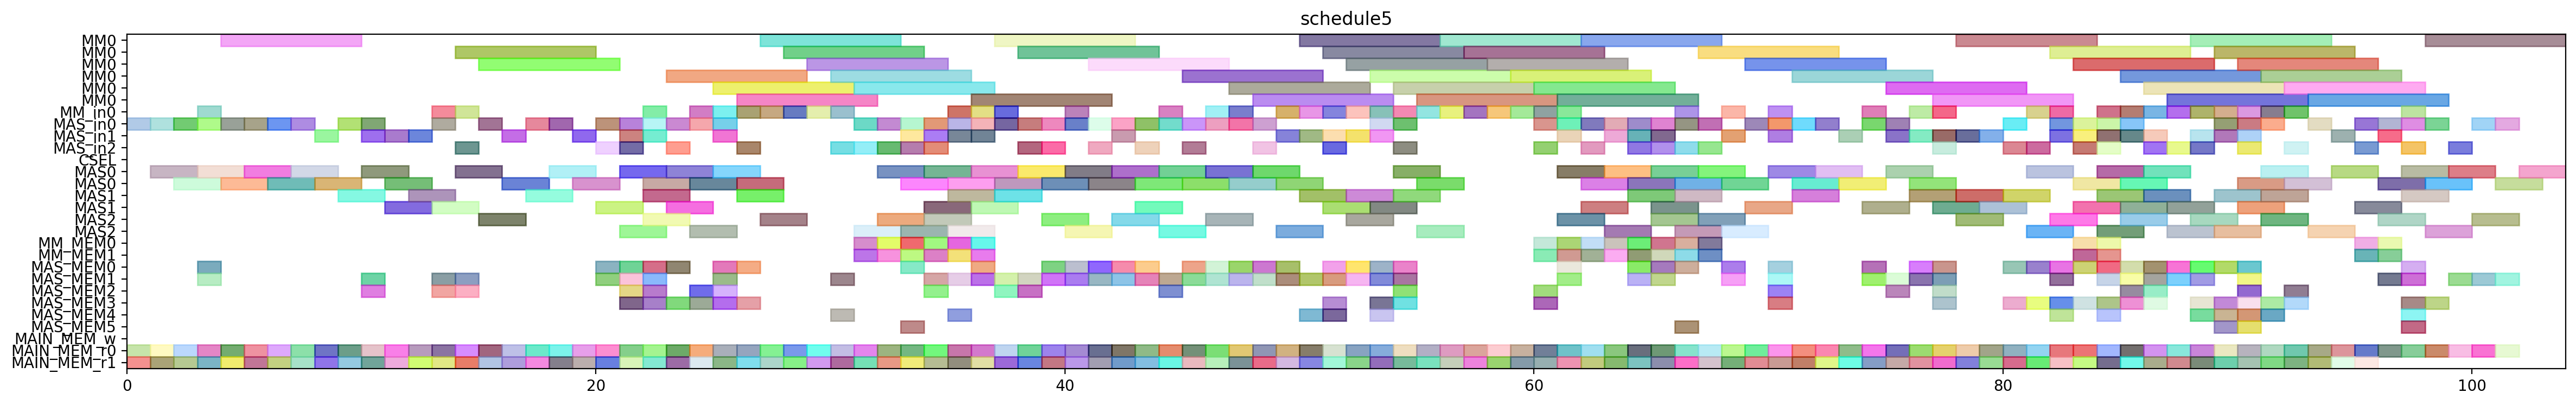 schedule5
MM0
MM0
MM0
MM0
MM0
MM0
MM_in0
MAS_in0
MAS_in1
MAS_in2
CSEL
MAS0
MAS0
MAS1
MAS1
MAS2
MAS2
MM_MEM0
MM_MEM1
MAS_MEM0
MAS_MEM1
MAS_MEM2
MAS_MEM3
MAS_MEM4
MAS_MEM5
MAIN_MEM_w
MAIN_MEM_r0
MAIN_MEM_r1
0 20 40 60 80 100